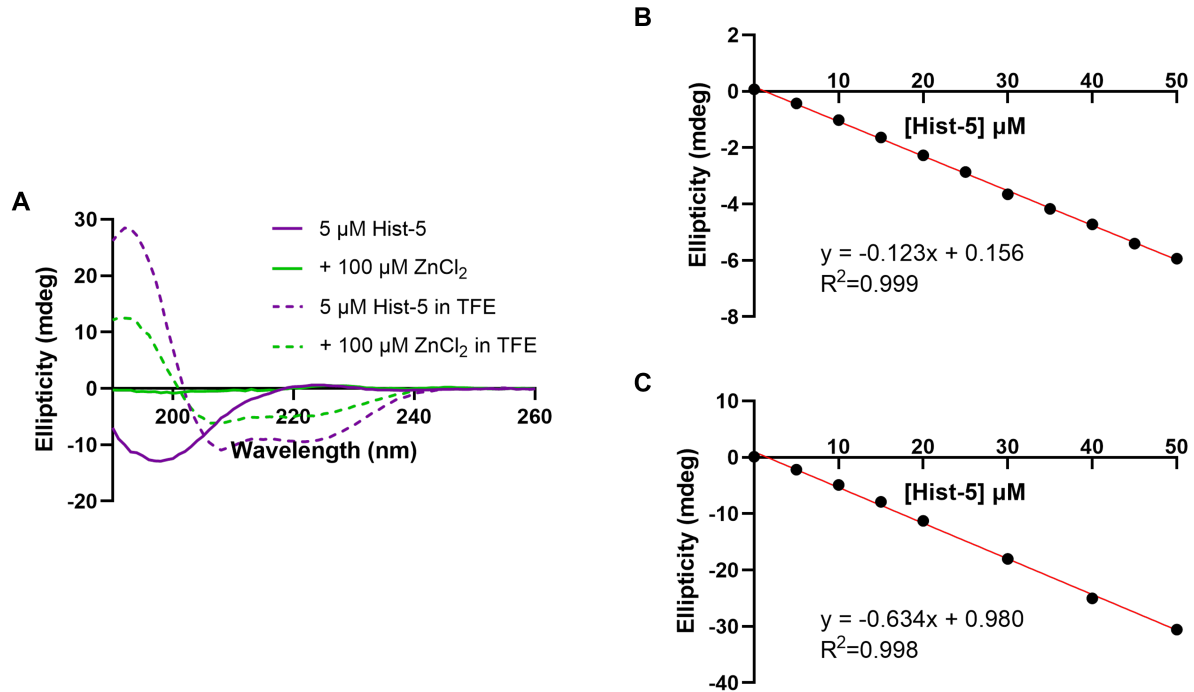 A
Ellipticity (mdeg)
30
20
10
0
-10
-20
200
220
240
260
Wavelength (nm)
5 µM Hist-5
+ 100 µM ZnCl2
5 µM Hist-5 in TFE
+ 100 µM ZnCl2 in TFE
B
Ellipticity (mdeg)
2
0
-2
-4
-6
-8
10
20
30
40
50
[Hist-5] µM
y = -0.123x + 0.156
R2=0.999
C
Ellipticity (mdeg)
10
0
-10
-20
-30
-40
10
20
30
40
50
[Hist-5] µM
y = -0.634x + 0.980
R2=0.998